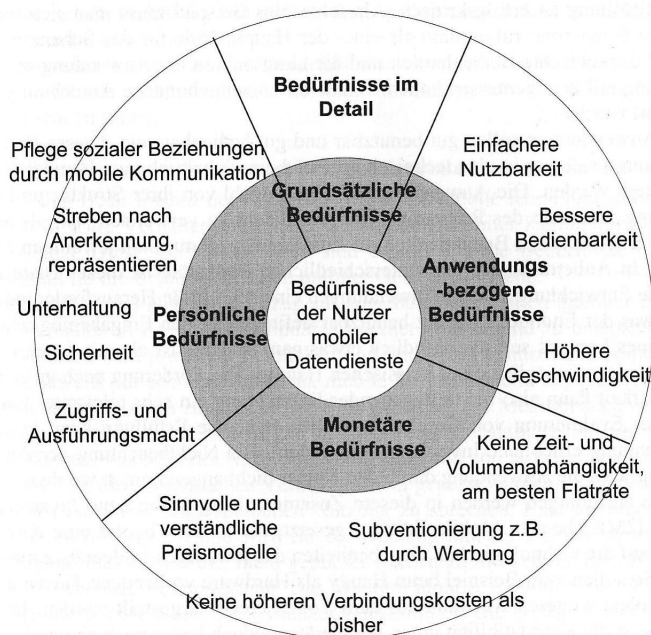 Bedürfnisse im
Detail
Grundsätzliche
Bedürfnisse
Einfachere
Nutzbarkeit
Bessere
Bedienbarkeit
Anwendungs
-bezogene
Bedürfnisse
Höhere
Geschwindigkeit
Keine Zeit- und
Volumenabhängigkeit,
am besten Flatrate
Monetäre
Bedürfnisse
Subventionierung z.B.
durch Werbung
Keine höheren Verbindungskosten als
bisher
Sinnvolle und
verständliche
Preismodelle
Pflege sozialer Beziehungen
durch mobile Kommunikation
Streben nach
Anerkennung,
repräsentieren
Unterhaltung
Sicherheit
Zugriffs- und
Ausführungsmacht
Persönliche
Bedürfnisse
Bedürfnisse
der Nutzer
mobiler
Datendienste